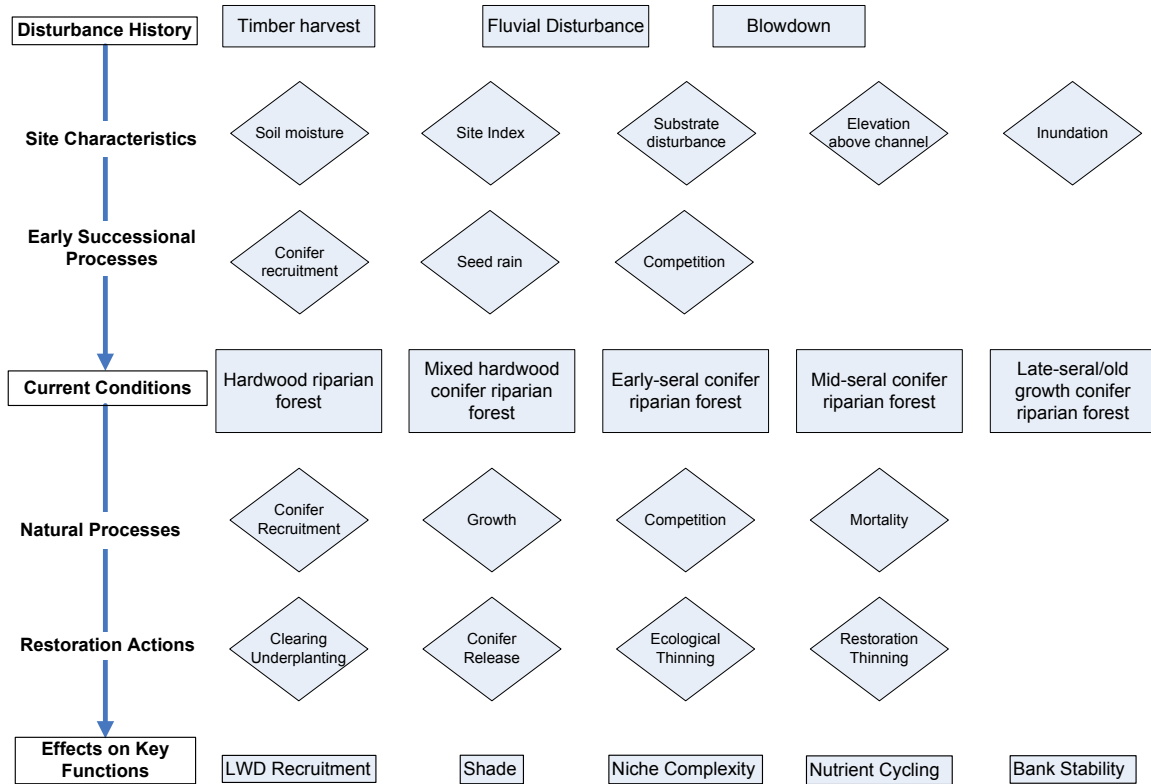 Disturbance History
Timber harvest
Fluvial Disturbance
Blowdown
Site Characteristics
Soil moisture
Site Index
Substrate
disturbance
Elevation
above channel
Inundation
Early Successional
Processes
Conifer
recruitment
Seed rain
Competition
Current Conditions
Hardwood riparian
forest
Mixed hardwood
conifer riparian
forest
Early-seral conifer
riparian forest
Mid-seral conifer
riparian forest
Late-seral/old
growth conifer
riparian forest
Natural Processes
Conifer
Recruitment
Growth
Competition
Mortality
Restoration Actions
Clearing
Underplanting
Conifer
Release
Ecological
Thinning
Restoration
Thinning
Effects on Key
Functions
LWD Recruitment
Shade
Niche Complexity
Nutrient Cycling
Bank Stability